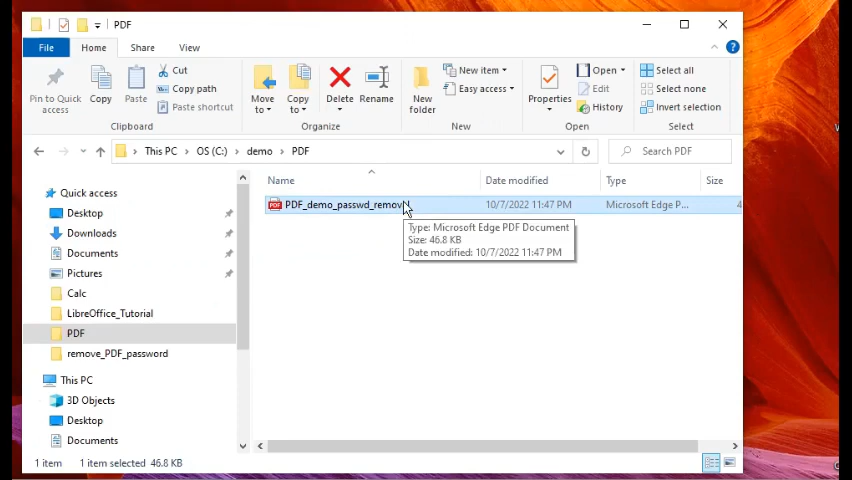 PDF
File Home Share View
Pin to Quick access
Copy
Paste
Cut
Copy path
Paste shortcut
Clipboard
Move to
Copy to
Delete
Rename
Organize
New folder
New item
Easy access
New
Properties
Open
Edit
History
Open
Select all
Select none
Invert selection
Select
This PC > OS (C:) > demo > PDF
Search PDF
Name Date modified Type Size
PDF_demo_passwd_remov 10/7/2022 11:47 PM Microsoft Edge P... 4
Type: Microsoft Edge PDF Document
Size: 46.8 KB
Date modified: 10/7/2022 11:47 PM
Quick access
Desktop
Downloads
Documents
Pictures
Calc
LibreOffice_Tutorial
PDF
remove_PDF_password
This PC
3D Objects
Desktop
Documents
1 item 1 item selected 46.8 KB